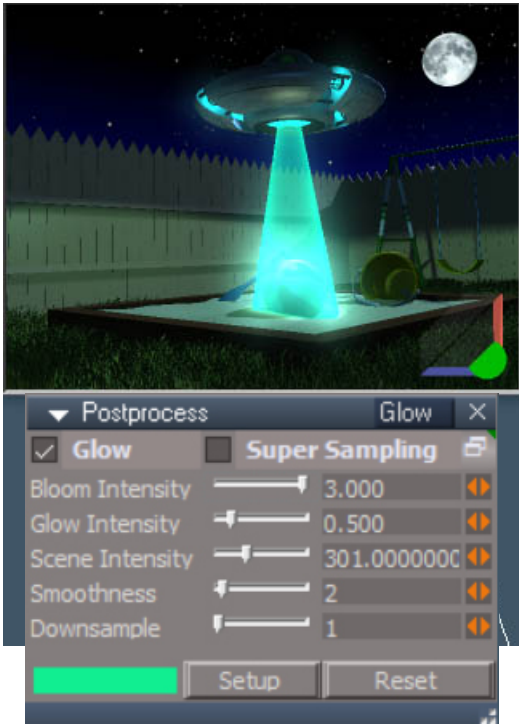 Postprocess Glow
Glow Super Sampling
Bloom Intensity 3.000
Glow Intensity 0.500
Scene Intensity 301.0000000
Smoothness 2
Downsample 1
Setup Reset